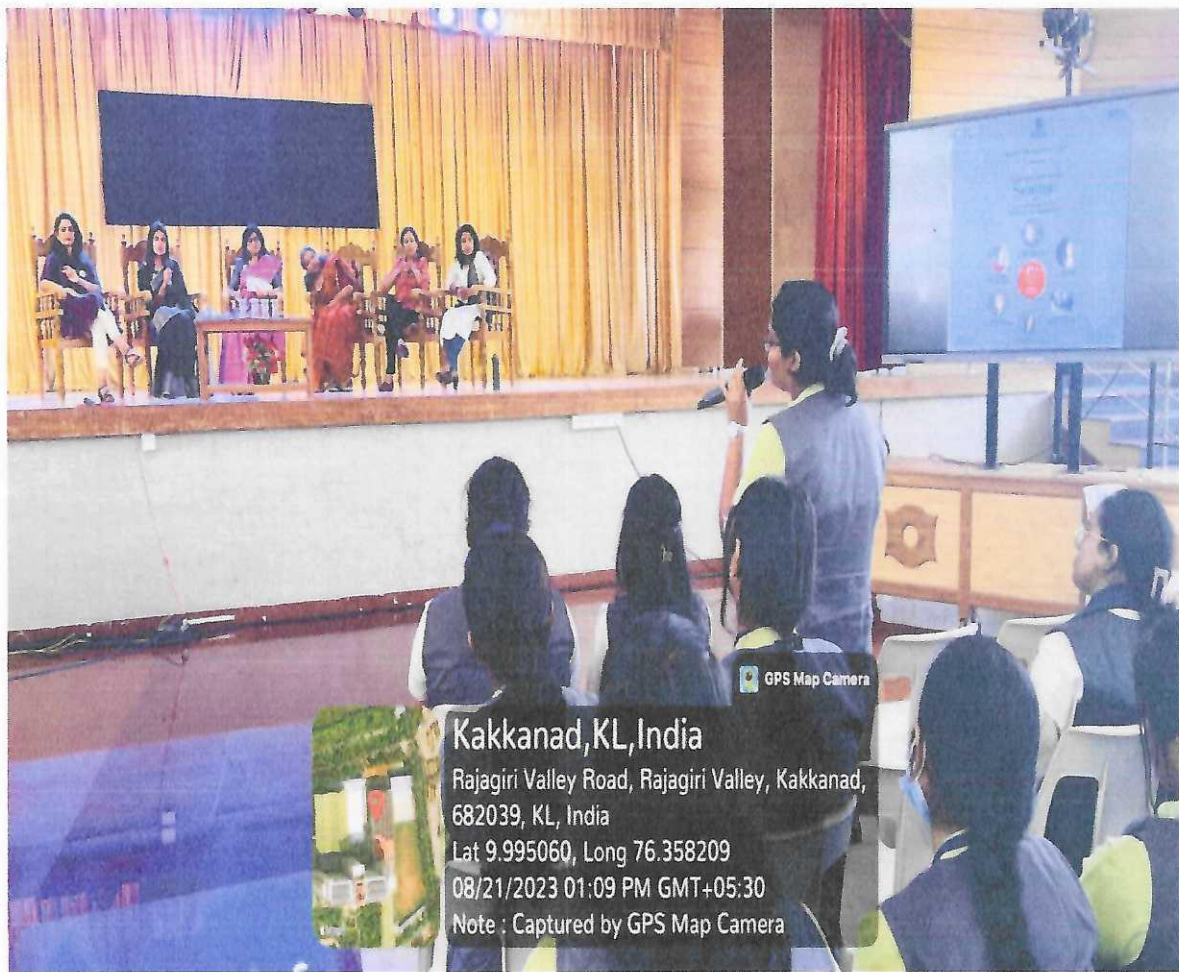 GPS Map Camera
Kakkanad,KL,India
Rajagiri Valley Road, Rajagiri Valley, Kakkanad,
682039, KL, India
Lat 9.995060, Long 76.358209
08/21/2023 01:09 PM GMT+05:30
Note : Captured by GPS Map Camera